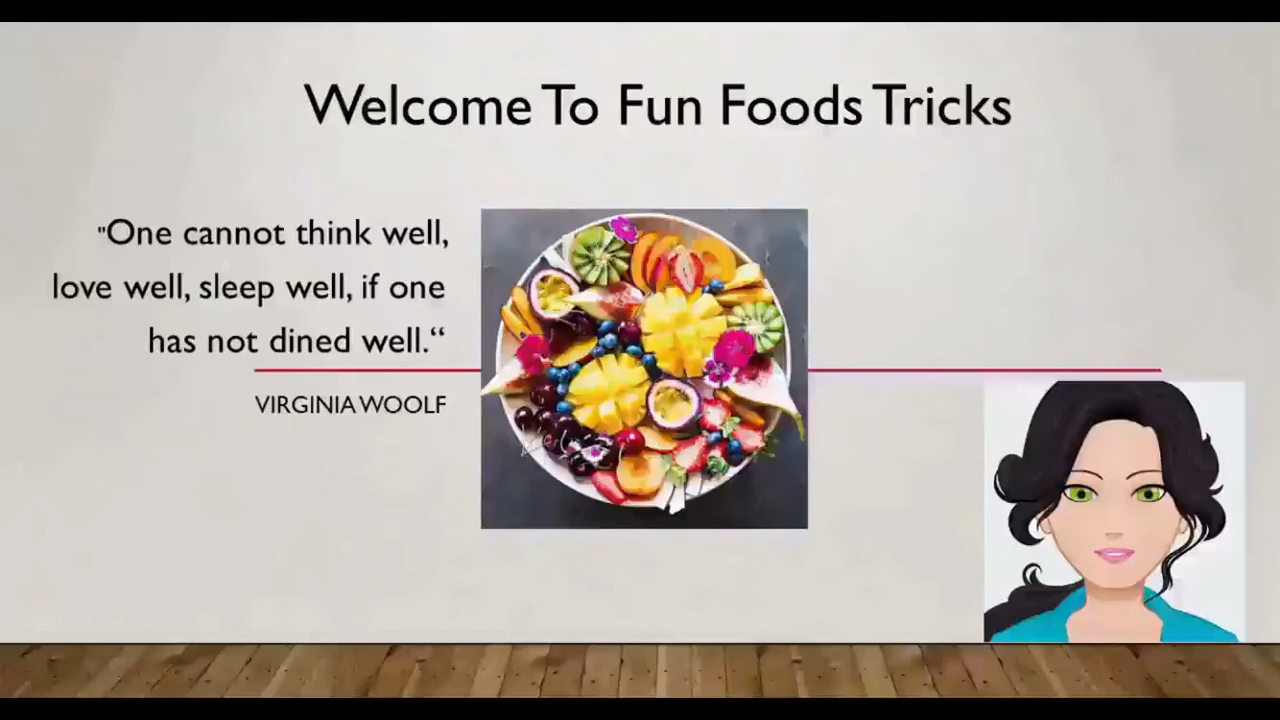 Welcome To Fun Foods Tricks
"One cannot think well,
love well, sleep well, if one
has not dined well.“
VIRGINIA WOOLF